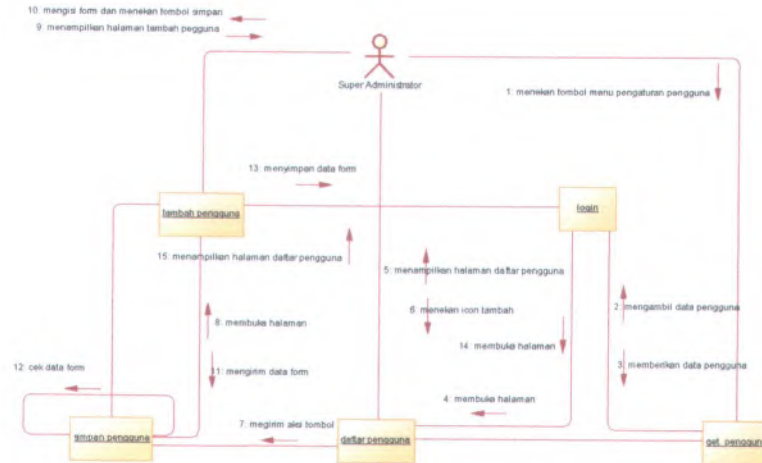 10: mengisi form dan menekan tombol simpan
9: menampilkan halaman tambah pegguna
Super Administrator
1: menekan tombol menu pengaturan pengguna
13: menyimpan data form
tambah pengguna
login
15: menampilkan halaman daftar pengguna
5: menampilkan halaman daftar pengguna
6: menekan icon tambah
2: mengambil data pengguna
8: membuka halaman
14: membuka halaman
12: cek data form
11: mengirim data form
3: memberikan data pengguna
4: membuka halaman
7: megirim aksi tombol
simpan pengguna
daftar pengguna
get_pengguna